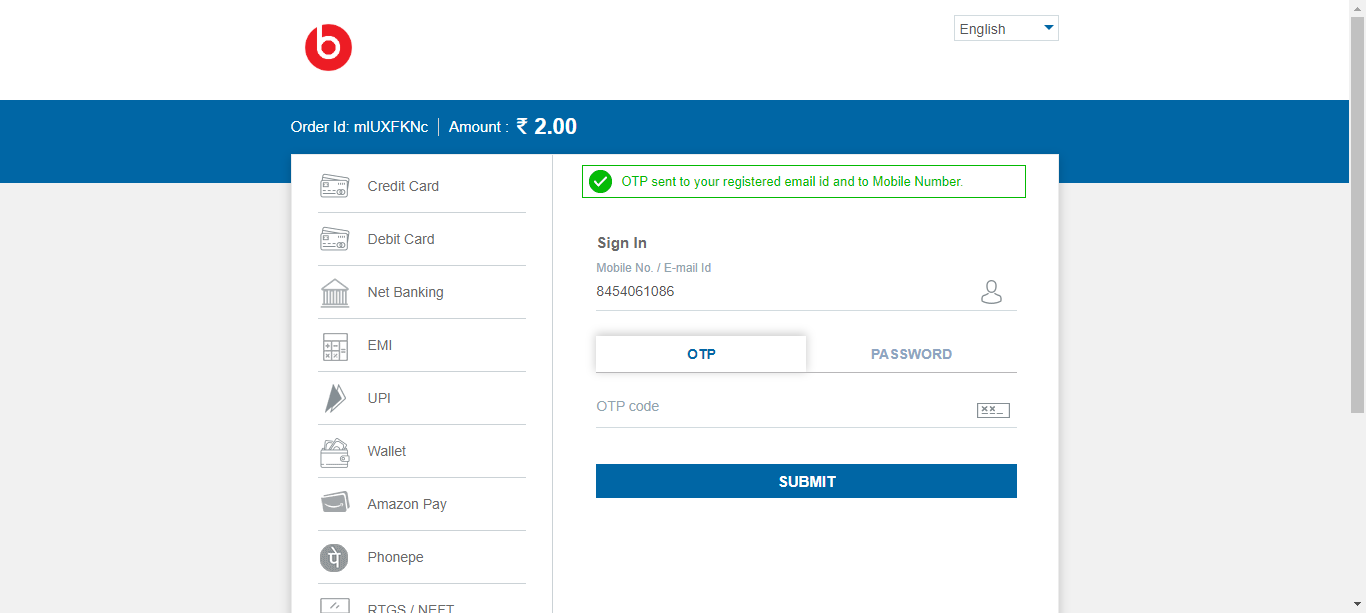 b
English
Order Id: mIUXFKNc | Amount : ₹ 2.00
Credit Card
Debit Card
Net Banking
EMI
UPI
Wallet
Amazon Pay
पे Phonepe
RTGS / NEFT
OTP sent to your registered email id and to Mobile Number.
Sign In
Mobile No. / E-mail Id
8454061086
OTP PASSWORD
OTP code
SUBMIT